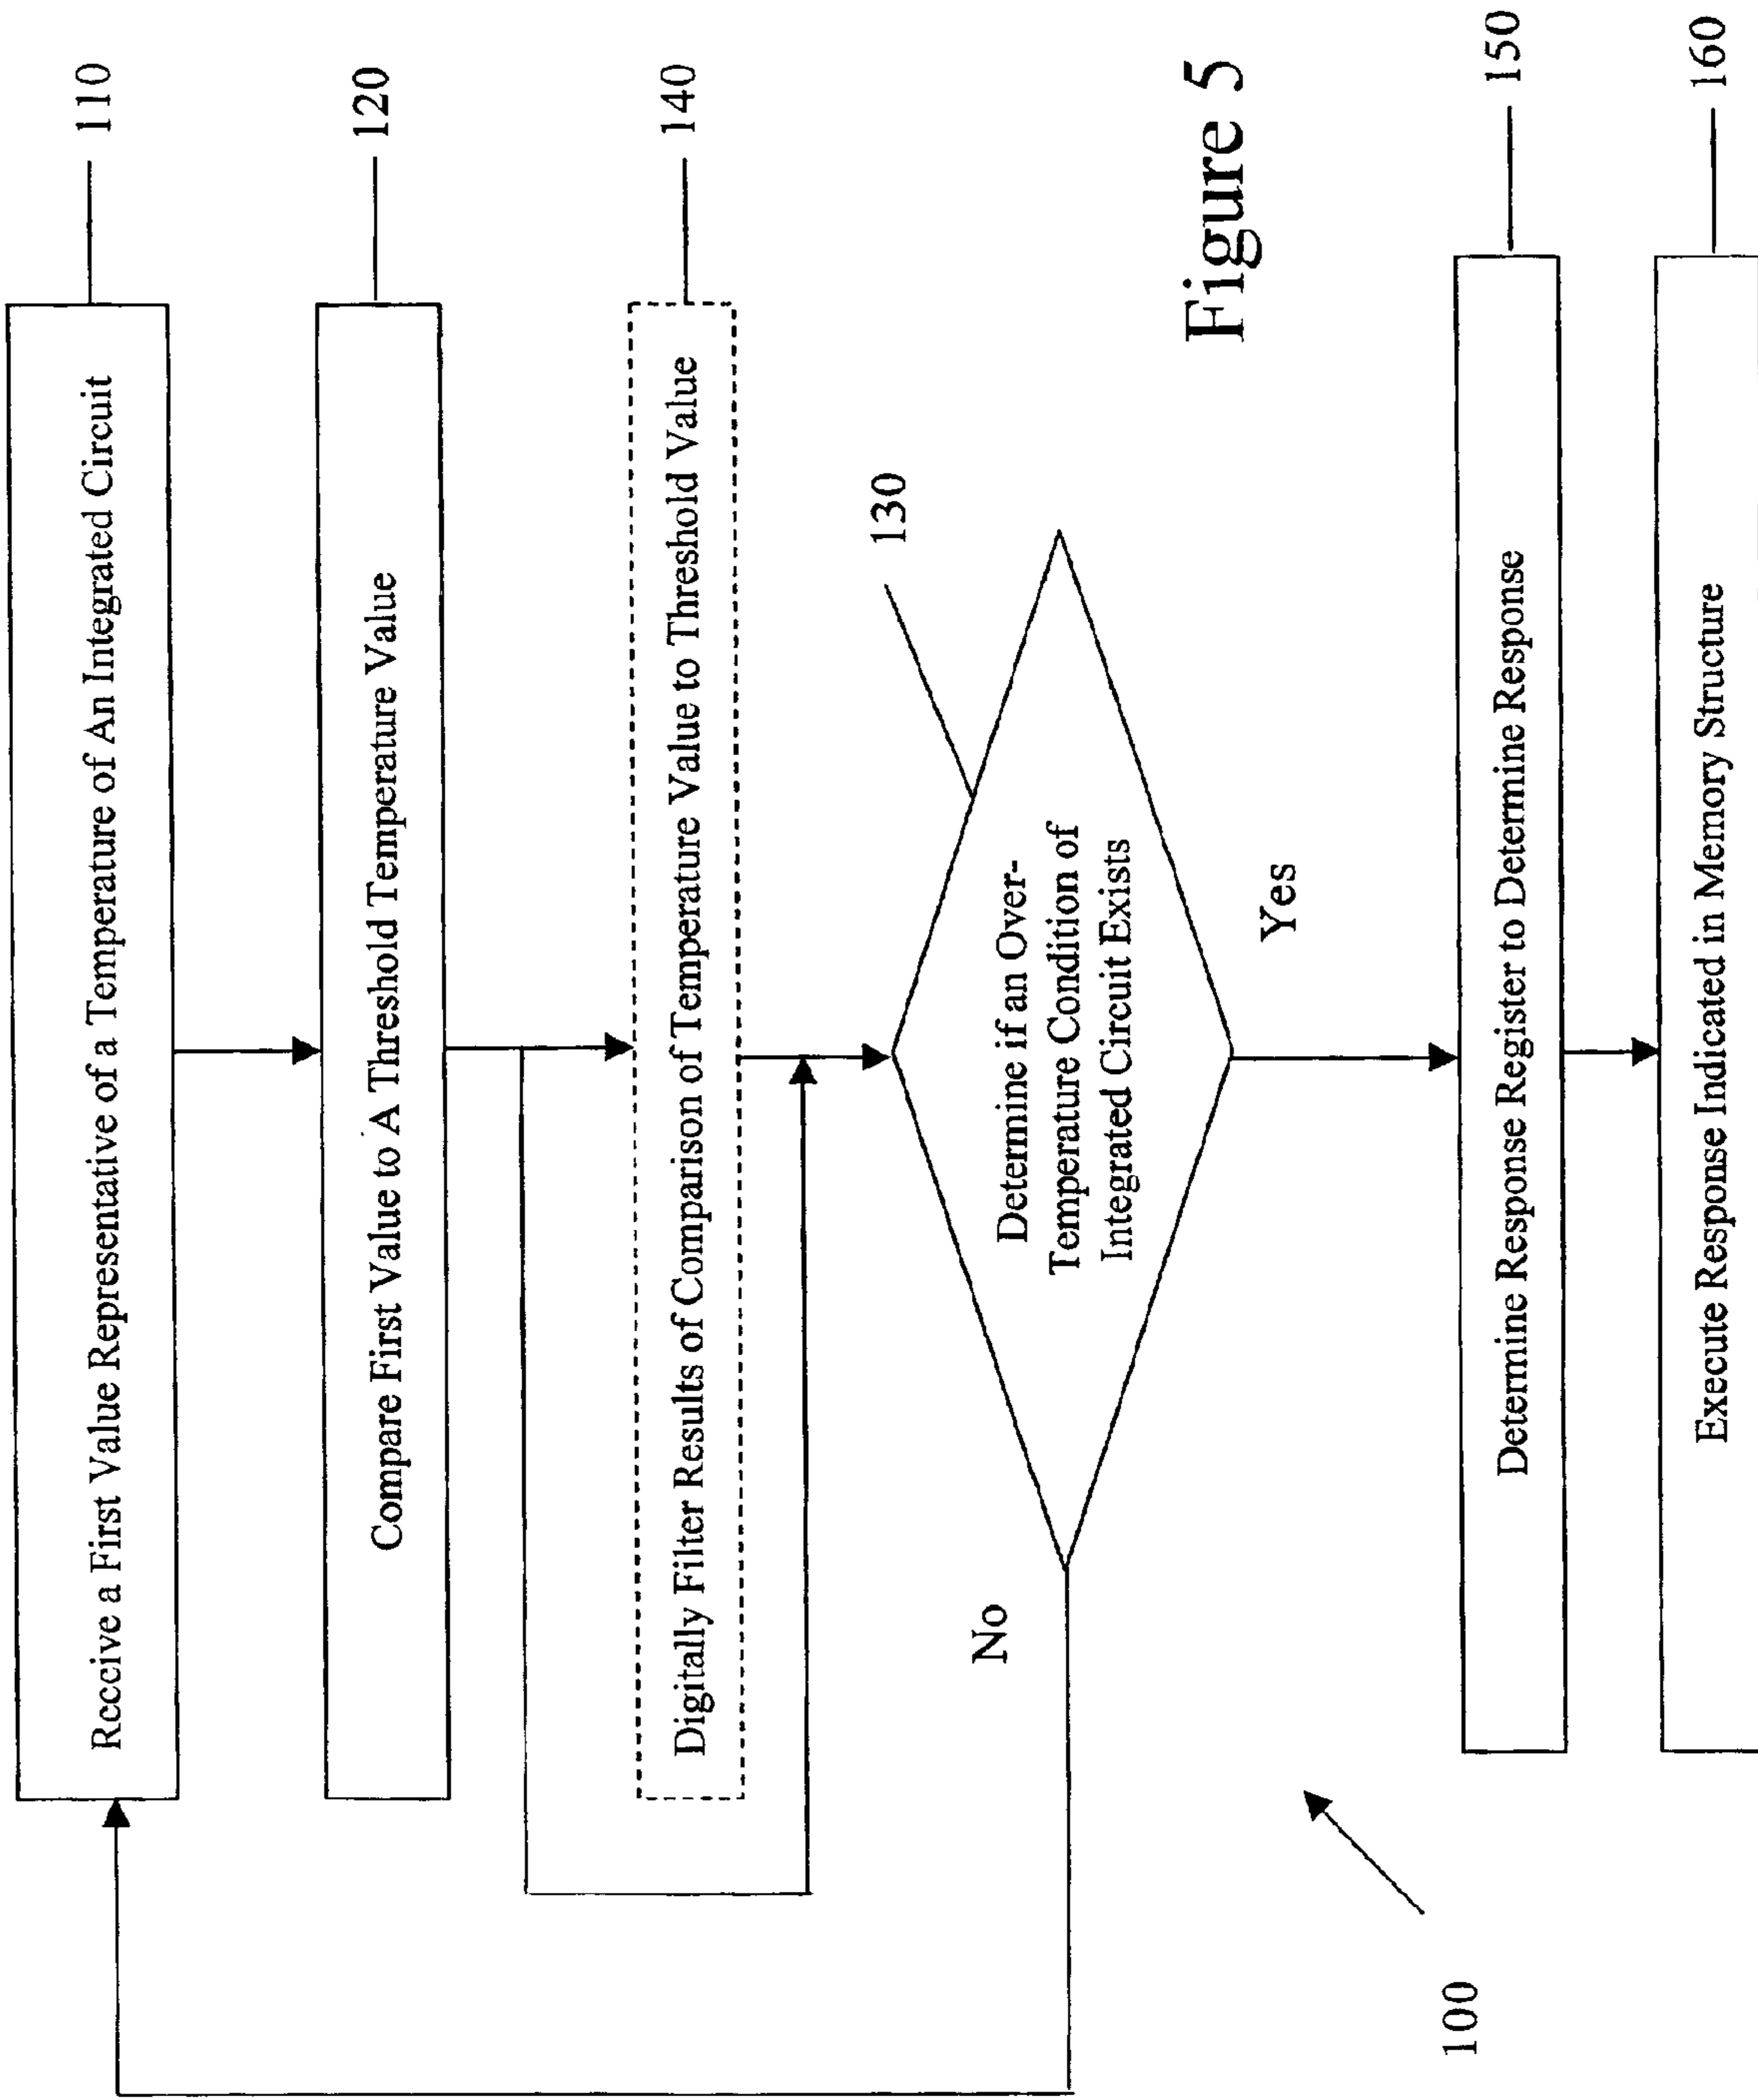 Receive a First Value Representative of a Temperature of An Integrated Circuit
110
Compare First Value to A Threshold Temperature Value
120
Digitally Filter Results of Comparison of Temperature Value to Threshold Value
140
130
Determine if an Over-
Temperature Condition of
Integrated Circuit Exists
No
Yes
Figure 5
Determine Response Register to Determine Response
150
Execute Response Indicated in Memory Structure
160
100